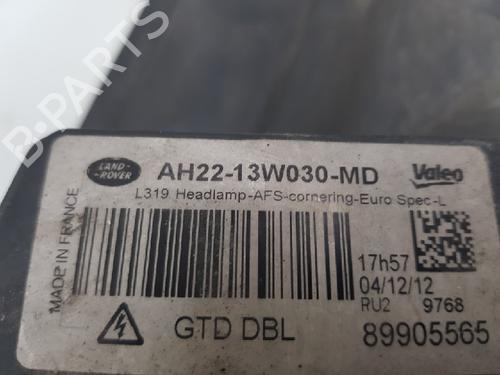 B-PARTS
LAND-
ROVER
AH22-13W030-MD
Valeo
L319 Headlamp-AFS-cornering-Euro Spec-L
MADE IN FRANCE
17h57
04/12/12
RU2 9768
GTD DBL
89905565